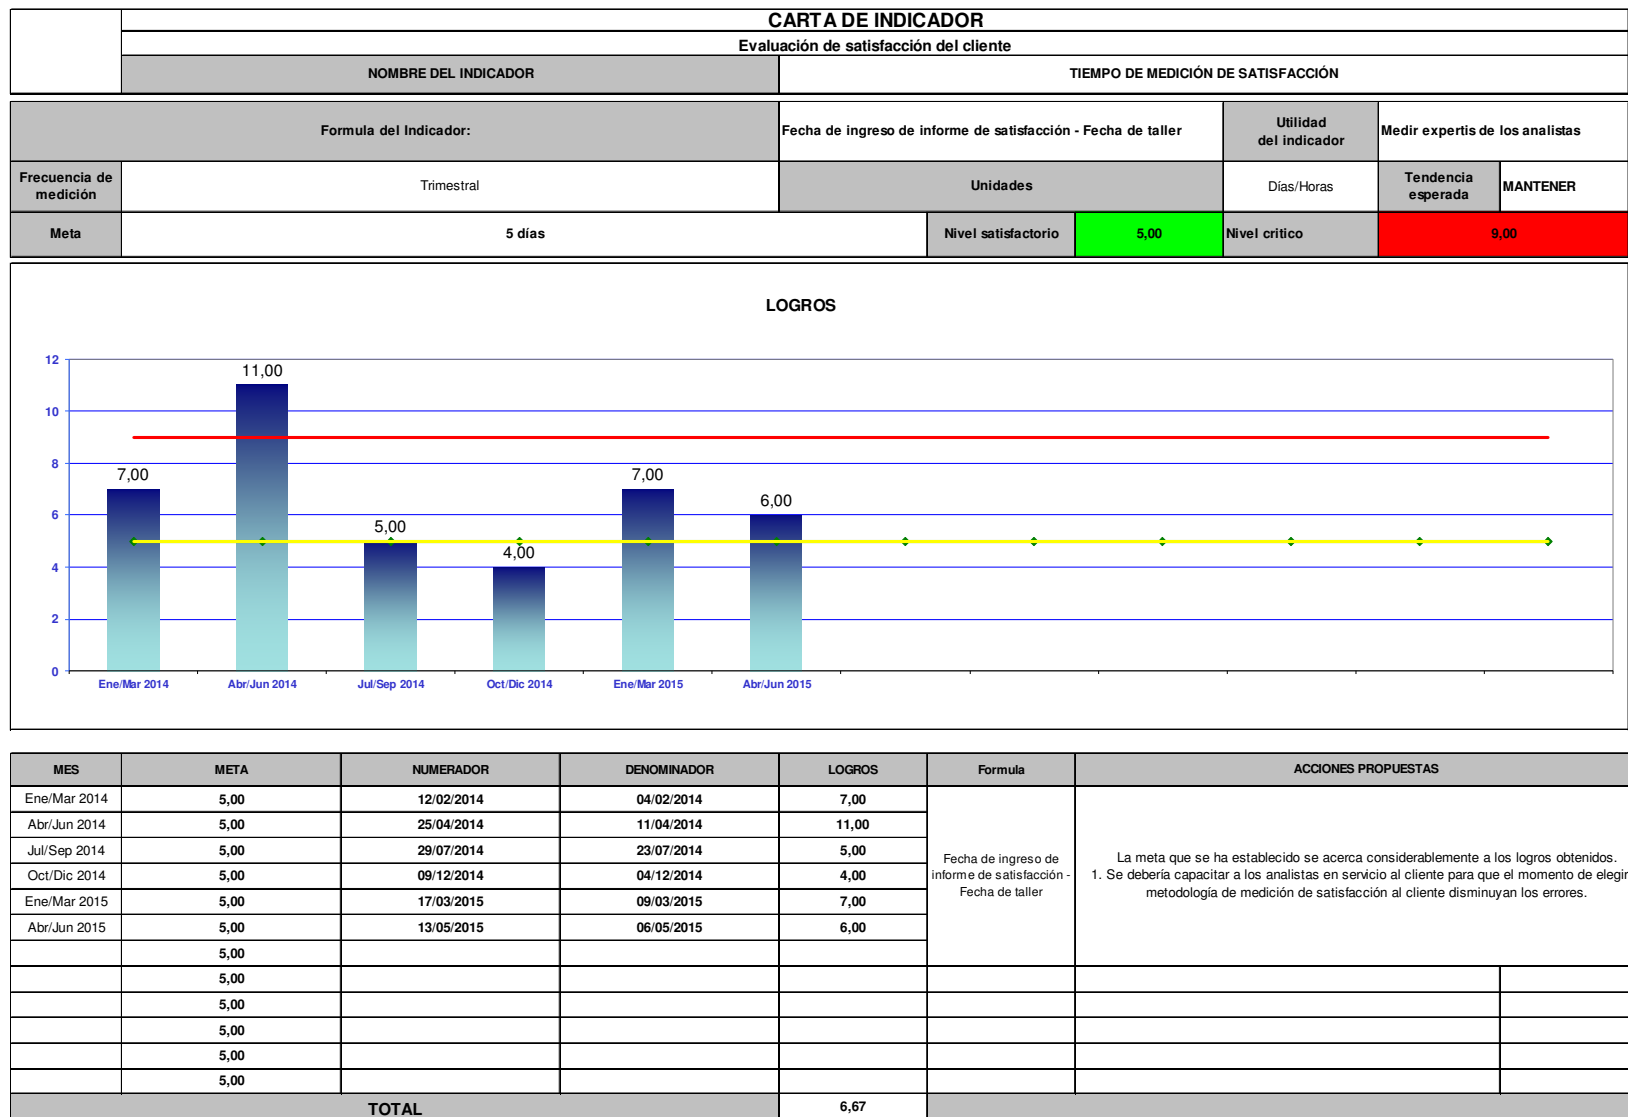 CARTA DE INDICADOR
Evaluación de satisfacción del cliente
NOMBRE DEL INDICADOR
TIEMPO DE MEDICIÓN DE SATISFACCIÓN
Formula del Indicador:
Fecha de ingreso de informe de satisfacción - Fecha de taller
Utilidad
del indicador
Medir expertis de los analistas
Frecuencia de
medición
Trimestral
Unidades
Días/Horas
Tendencia
esperada
MANTENER
Meta
5 días
Nivel satisfactorio
5,00
Nivel critico
9,00
LOGROS
12
10
8
6
4
2
0
7,00
11,00
5,00
4,00
7,00
6,00
Ene/Mar 2014
Abr/Jun 2014
Jul/Sep 2014
Oct/Dic 2014
Ene/Mar 2015
Abr/Jun 2015
MES META NUMERADOR DENOMINADOR LOGROS Formula ACCIONES PROPUESTAS
Ene/Mar 2014 5,00 12/02/2014 04/02/2014 7,00
Abr/Jun 2014 5,00 25/04/2014 11/04/2014 11,00
Jul/Sep 2014 5,00 29/07/2014 23/07/2014 5,00
Oct/Dic 2014 5,00 09/12/2014 04/12/2014 4,00
Ene/Mar 2015 5,00 17/03/2015 09/03/2015 7,00
Abr/Jun 2015 5,00 13/05/2015 06/05/2015 6,00
5,00
5,00
5,00
5,00
5,00
5,00
Fecha de ingreso de
informe de satisfacción -
Fecha de taller
La meta que se ha establecido se acerca considerablemente a los logros obtenidos.
1. Se debería capacitar a los analistas en servicio al cliente para que el momento de elegir
metodología de medición de satisfacción al cliente disminuyan los errores.
TOTAL 6,67